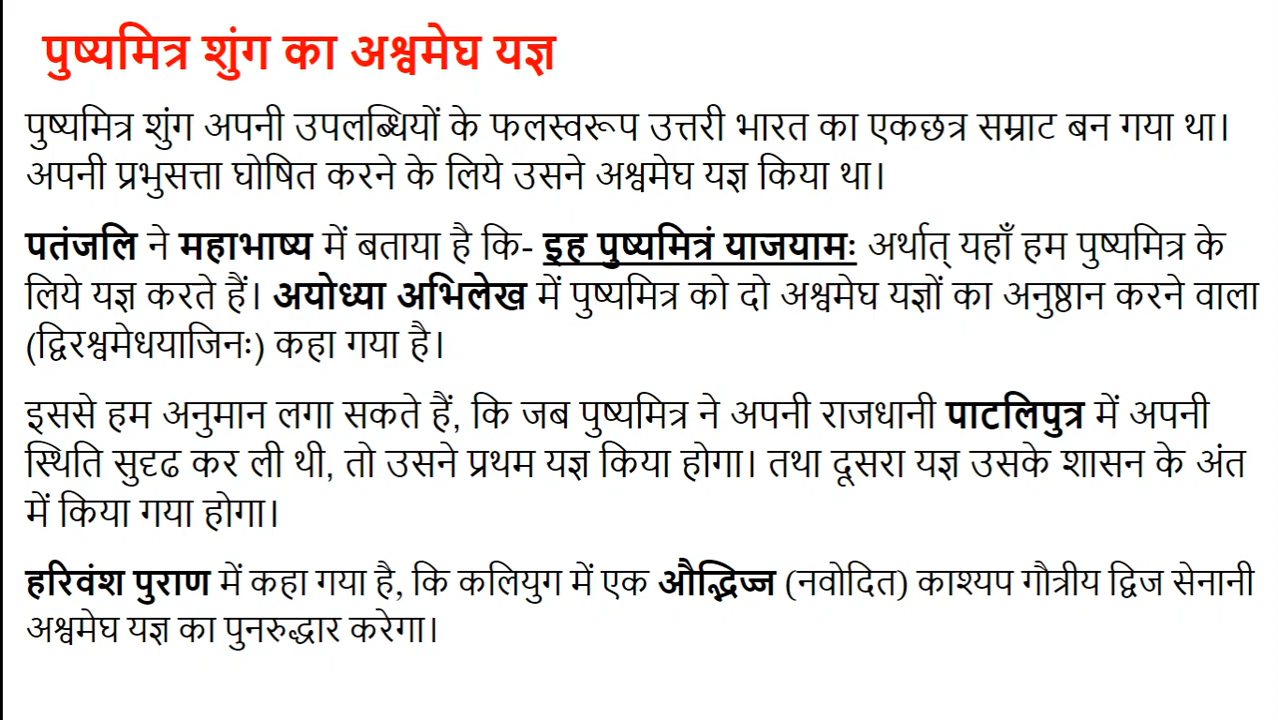 पुष्यमित्र शुंग का अश्वमेघ यज्ञ
पुष्यमित्र शुंग अपनी उपलब्धियों के फलस्वरूप उत्तरी भारत का एकछत्र सम्राट बन गया था।
अपनी प्रभुसत्ता घोषित करने के लिये उसने अश्वमेघ यज्ञ किया था।
पतंजलि ने महाभाष्य में बताया है कि- इह पुष्यमित्रं याजयामः अर्थात् यहाँ हम पुष्यमित्र के
लिये यज्ञ करते हैं। अयोध्या अभिलेख में पुष्यमित्र को दो अश्वमेघ यज्ञों का अनुष्ठान करने वाला
(द्विरश्वमेधयाजिनः) कहा गया है।
इससे हम अनुमान लगा सकते हैं, कि जब पुष्यमित्र ने अपनी राजधानी पाटलिपुत्र में अपनी
स्थिति सुदृढ कर ली थी, तो उसने प्रथम यज्ञ किया होगा। तथा दूसरा यज्ञ उसके शासन के अंत
में किया गया होगा।
हरिवंश पुराण में कहा गया है, कि कलियुग में एक औद्भिज्ज (नवोदित) काश्यप गौत्रीय द्विज सेनानी
अश्वमेघ यज्ञ का पुनरुद्धार करेगा।